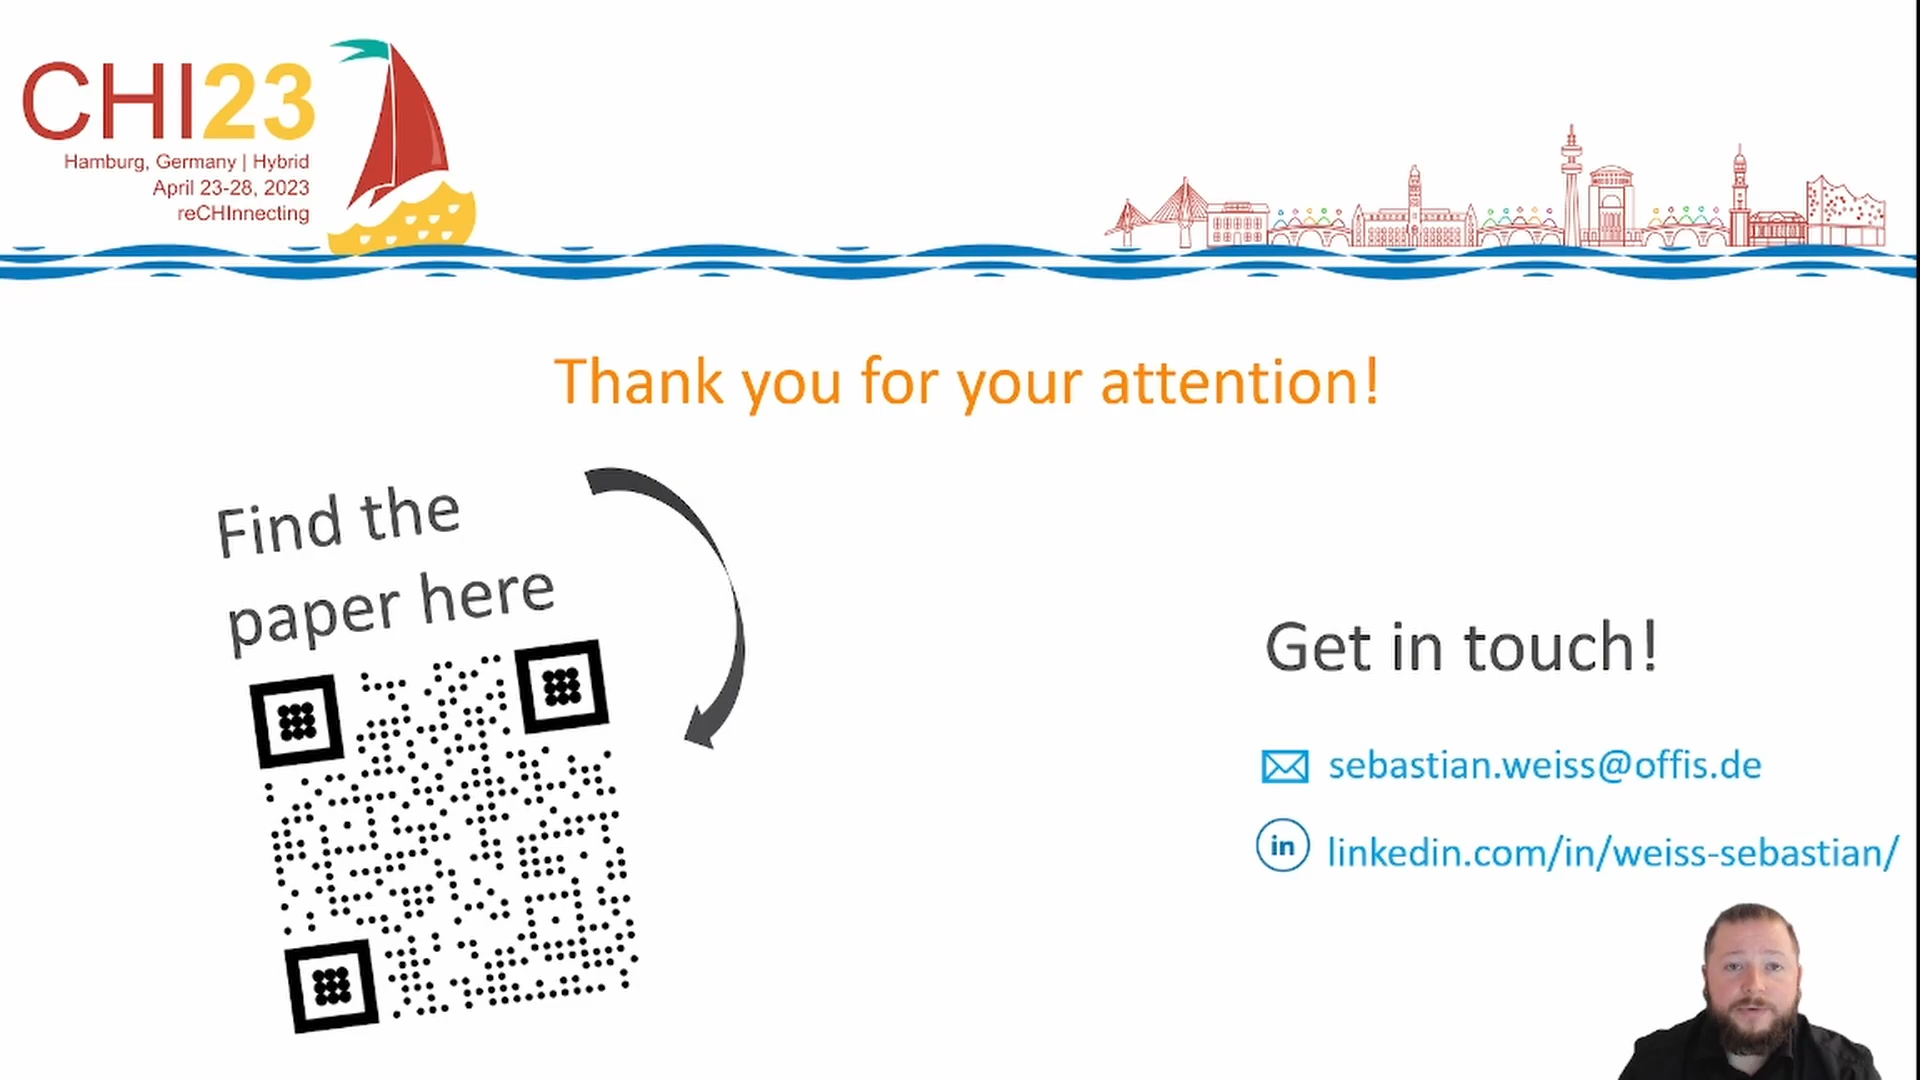 CHI23
Hamburg, Germany | Hybrid
April 23-28, 2023
reCHInnecting
Thank you for your attention!
Find the
paper here
Get in touch!
sebastian.weiss@offis.de
in
linkedin.com/in/weiss-sebastian/